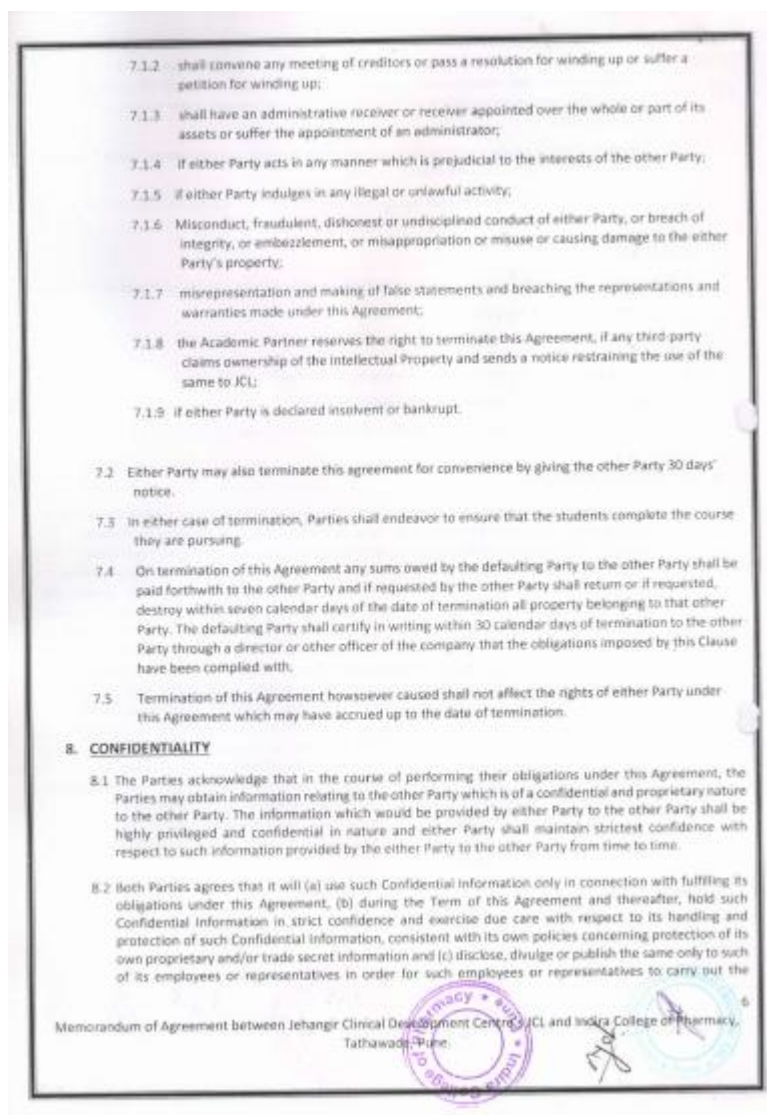 7.1.2 shall convene any meeting of creditors or pass a resolution for winding up or suffer a
petition for winding up;
7.1.3 shall have an administrative receiver or receiver appointed over the whole or part of its
assets or suffer the appointment of an administrator;
7.1.4 if either Party acts in any manner which is prejudicial to the interests of the other Party;
7.1.5 if either Party indulges in any illegal or unlawful activity;
7.1.6 Misconduct, fraudulent, dishonest or undisciplined conduct of either Party, or breach of
integrity, or embezzlement, or misappropriation or misuse or causing damage to the either
Party's property;
7.1.7 misrepresentation and making of false statements and breaching the representations and
warranties made under this Agreement;
7.1.8 the Academic Partner reserves the right to terminate this Agreement, if any third-party
claims ownership of the Intellectual Property and sends a notice restraining the use of the
same to JCL;
7.1.9 if either Party is declared insolvent or bankrupt.
7.2 Either Party may also terminate this agreement for convenience by giving the other Party 30 days'
notice.
7.3 In either case of termination, Parties shall endeavor to ensure that the students complete the course
they are pursuing.
7.4 On termination of this Agreement any sums owed by the defaulting Party to the other Party shall be
paid forthwith to the other Party and if requested by the other Party shall return or if requested,
destroy within seven calendar days of the date of termination all property belonging to that other
Party. The defaulting Party shall certify in writing within 30 calendar days of termination to the other
Party through a director or other officer of the company that the obligations imposed by this Clause
have been complied with.
7.5 Termination of this Agreement howsoever caused shall not affect the rights of either Party under
this Agreement which may have accrued up to the date of termination.
8. CONFIDENTIALITY
8.1 The Parties acknowledge that in the course of performing their obligations under this Agreement, the
Parties may obtain information relating to the other Party which is of a confidential and proprietary nature
to the other Party. The information which would be provided by either Party to the other Party shall be
highly privileged and confidential in nature and either Party shall maintain strictest confidence with
respect to such information provided by the either Party to the other Party from time to time.
8.2 Both Parties agrees that it will (a) use such Confidential Information only in connection with fulfilling its
obligations under this Agreement, (b) during the Term of this Agreement and thereafter, hold such
Confidential Information in strict confidence and exercise due care with respect to its handling and
protection of such Confidential Information, consistent with its own policies concerning protection of its
own proprietary and/or trade secret information and (c) disclose, divulge or publish the same only to such
of its employees or representatives in order for such employees or representatives to carry out the
6
Memorandum of Agreement between Jehangir Clinical Development Centre's JCL and Indira College of Pharmacy,
Tathawade, Pune.
Indira College of Pharmacy